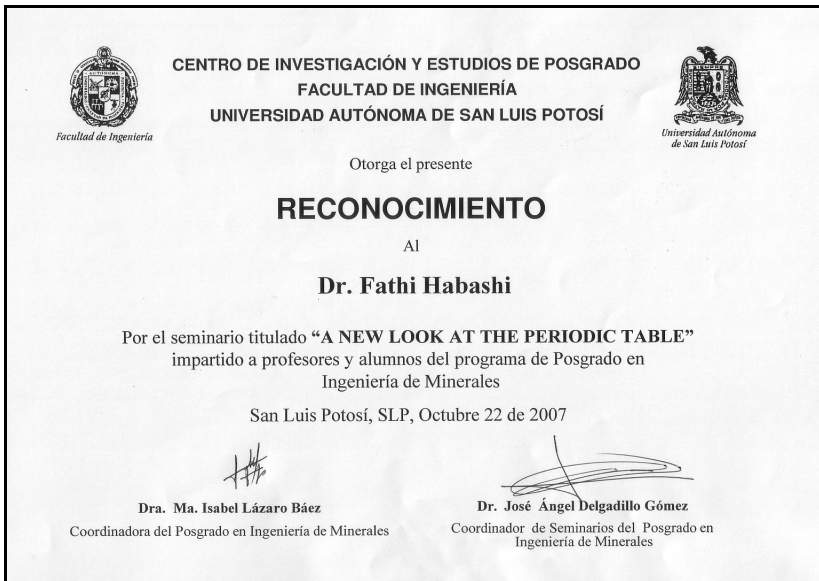 CENTRO DE INVESTIGACIÓN Y ESTUDIOS DE POSGRADO
FACULTAD DE INGENIERÍA
UNIVERSIDAD AUTÓNOMA DE SAN LUIS POTOSÍ
Facultad de Ingeniería
Universidad Autónoma
de San Luis Potosí
Otorga el presente
RECONOCIMIENTO
Al
Dr. Fathi Habashi
Por el seminario titulado “A NEW LOOK AT THE PERIODIC TABLE”
impartido a profesores y alumnos del programa de Posgrado en
Ingeniería de Minerales
San Luis Potosí, SLP, Octubre 22 de 2007
Dra. Ma. Isabel Lázaro Báez
Coordinadora del Posgrado en Ingeniería de Minerales
Dr. José Ángel Delgadillo Gómez
Coordinador de Seminarios del Posgrado en
Ingeniería de Minerales